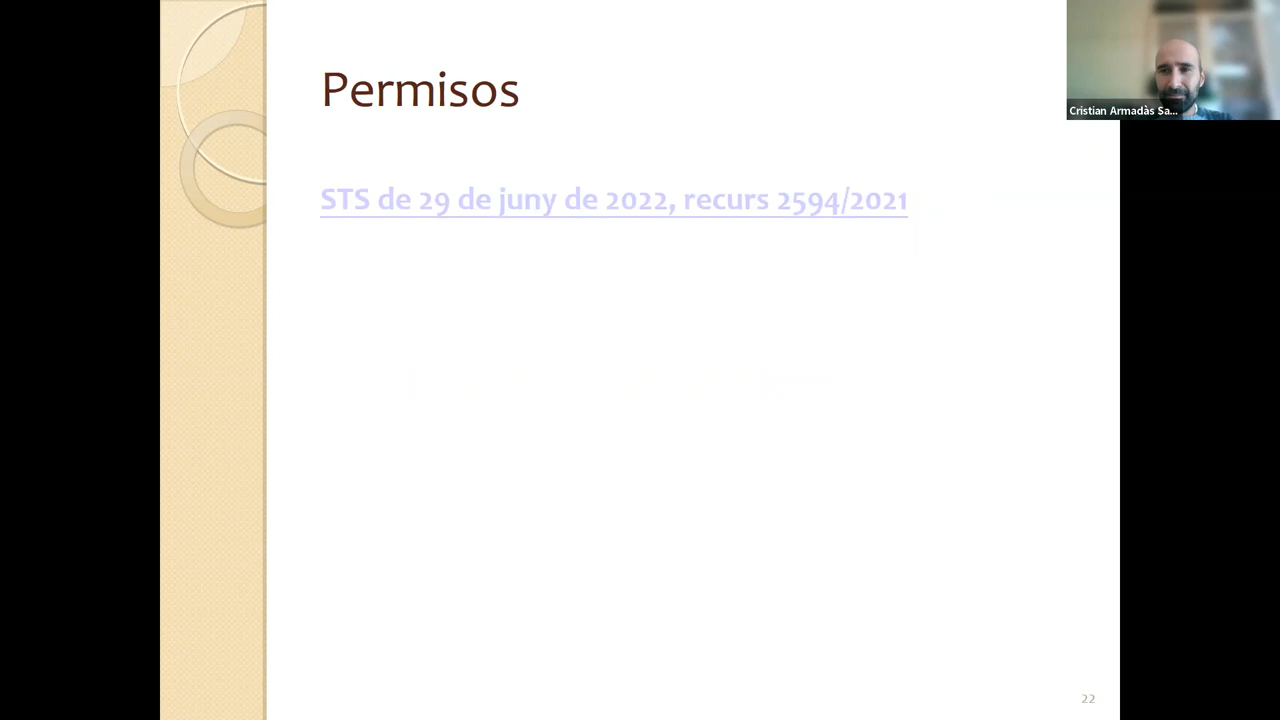 Permisos
Cristian Armadàs Sa...
STS de 29 de juny de 2022, recurs 2594/2021
22